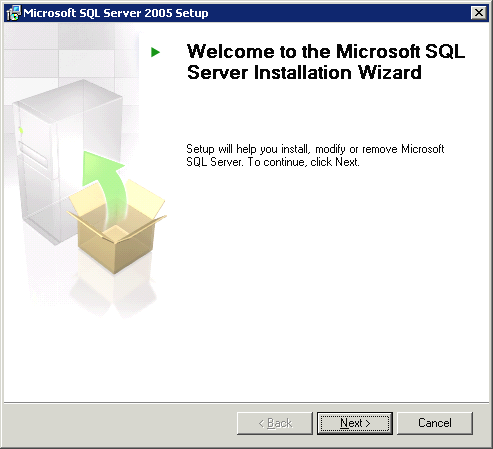 Microsoft SQL Server 2005 Setup
Welcome to the Microsoft SQL
Server Installation Wizard
Setup will help you install, modify or remove Microsoft
SQL Server. To continue, click Next.
< Back
Next >
Cancel